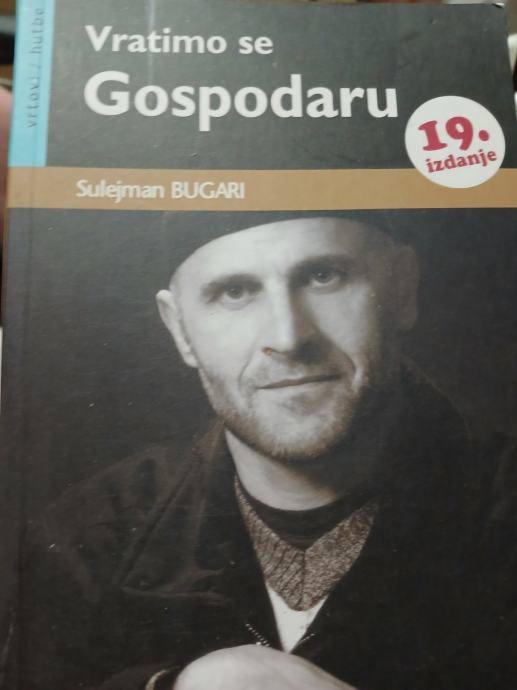 vrtovi / hutbe
Vratimo se
Gospodaru
19.
izdanje
Sulejman BUGARI